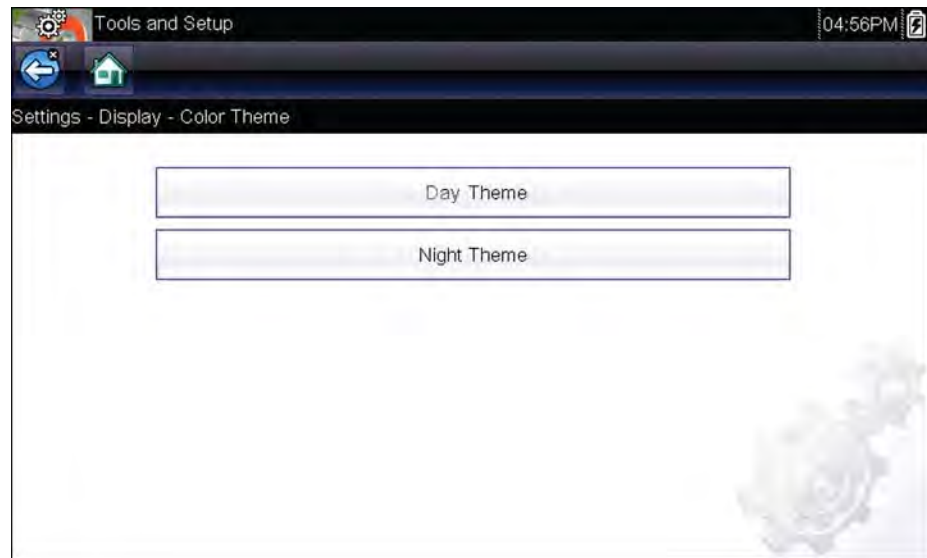 Tools and Setup 04:56PM
Settings - Display - Color Theme
Day Theme
Night Theme